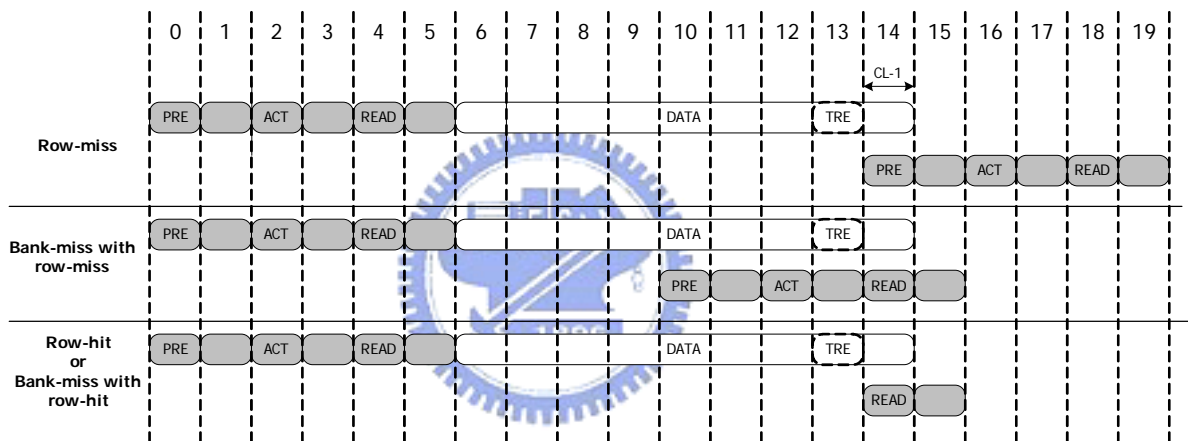 0 1 2 3 4 5 6 7 8 9 10 11 12 13 14 15 16 17 18 19
CL-1
PRE ACT READ DATA TRE
Row-miss
PRE ACT READ
PRE ACT READ DATA TRE
Bank-miss with
row-miss
PRE ACT READ
Row-hit
PRE ACT READ DATA TRE
or
Bank-miss with
row-hit
READ